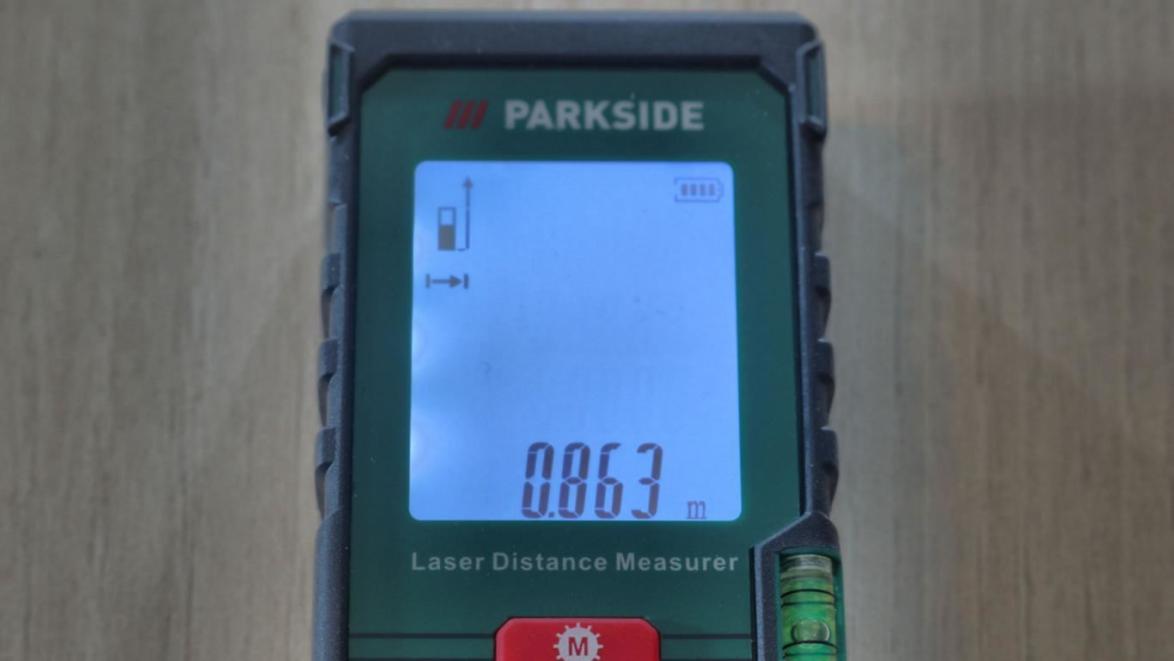 PARKSIDE
0.863 m
Laser Distance Measurer
M